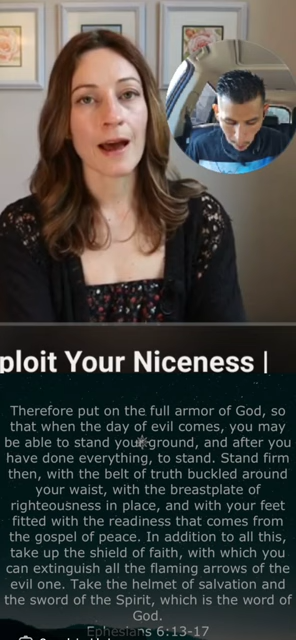 ploit Your Niceness |
Therefore put on the full armor of God, so
that when the day of evil comes, you may
be able to stand your ground, and after you
have done everything, to stand. Stand firm
then, with the belt of truth buckled around
your waist, with the breastplate of
righteousness in place, and with your feet
fitted with the readiness that comes from
the gospel of peace. In addition to all this,
take up the shield of faith, with which you
can extinguish all the flaming arrows of the
evil one. Take the helmet of salvation and
the sword of the Spirit, which is the word of
God.
Ephesians 6:13-17